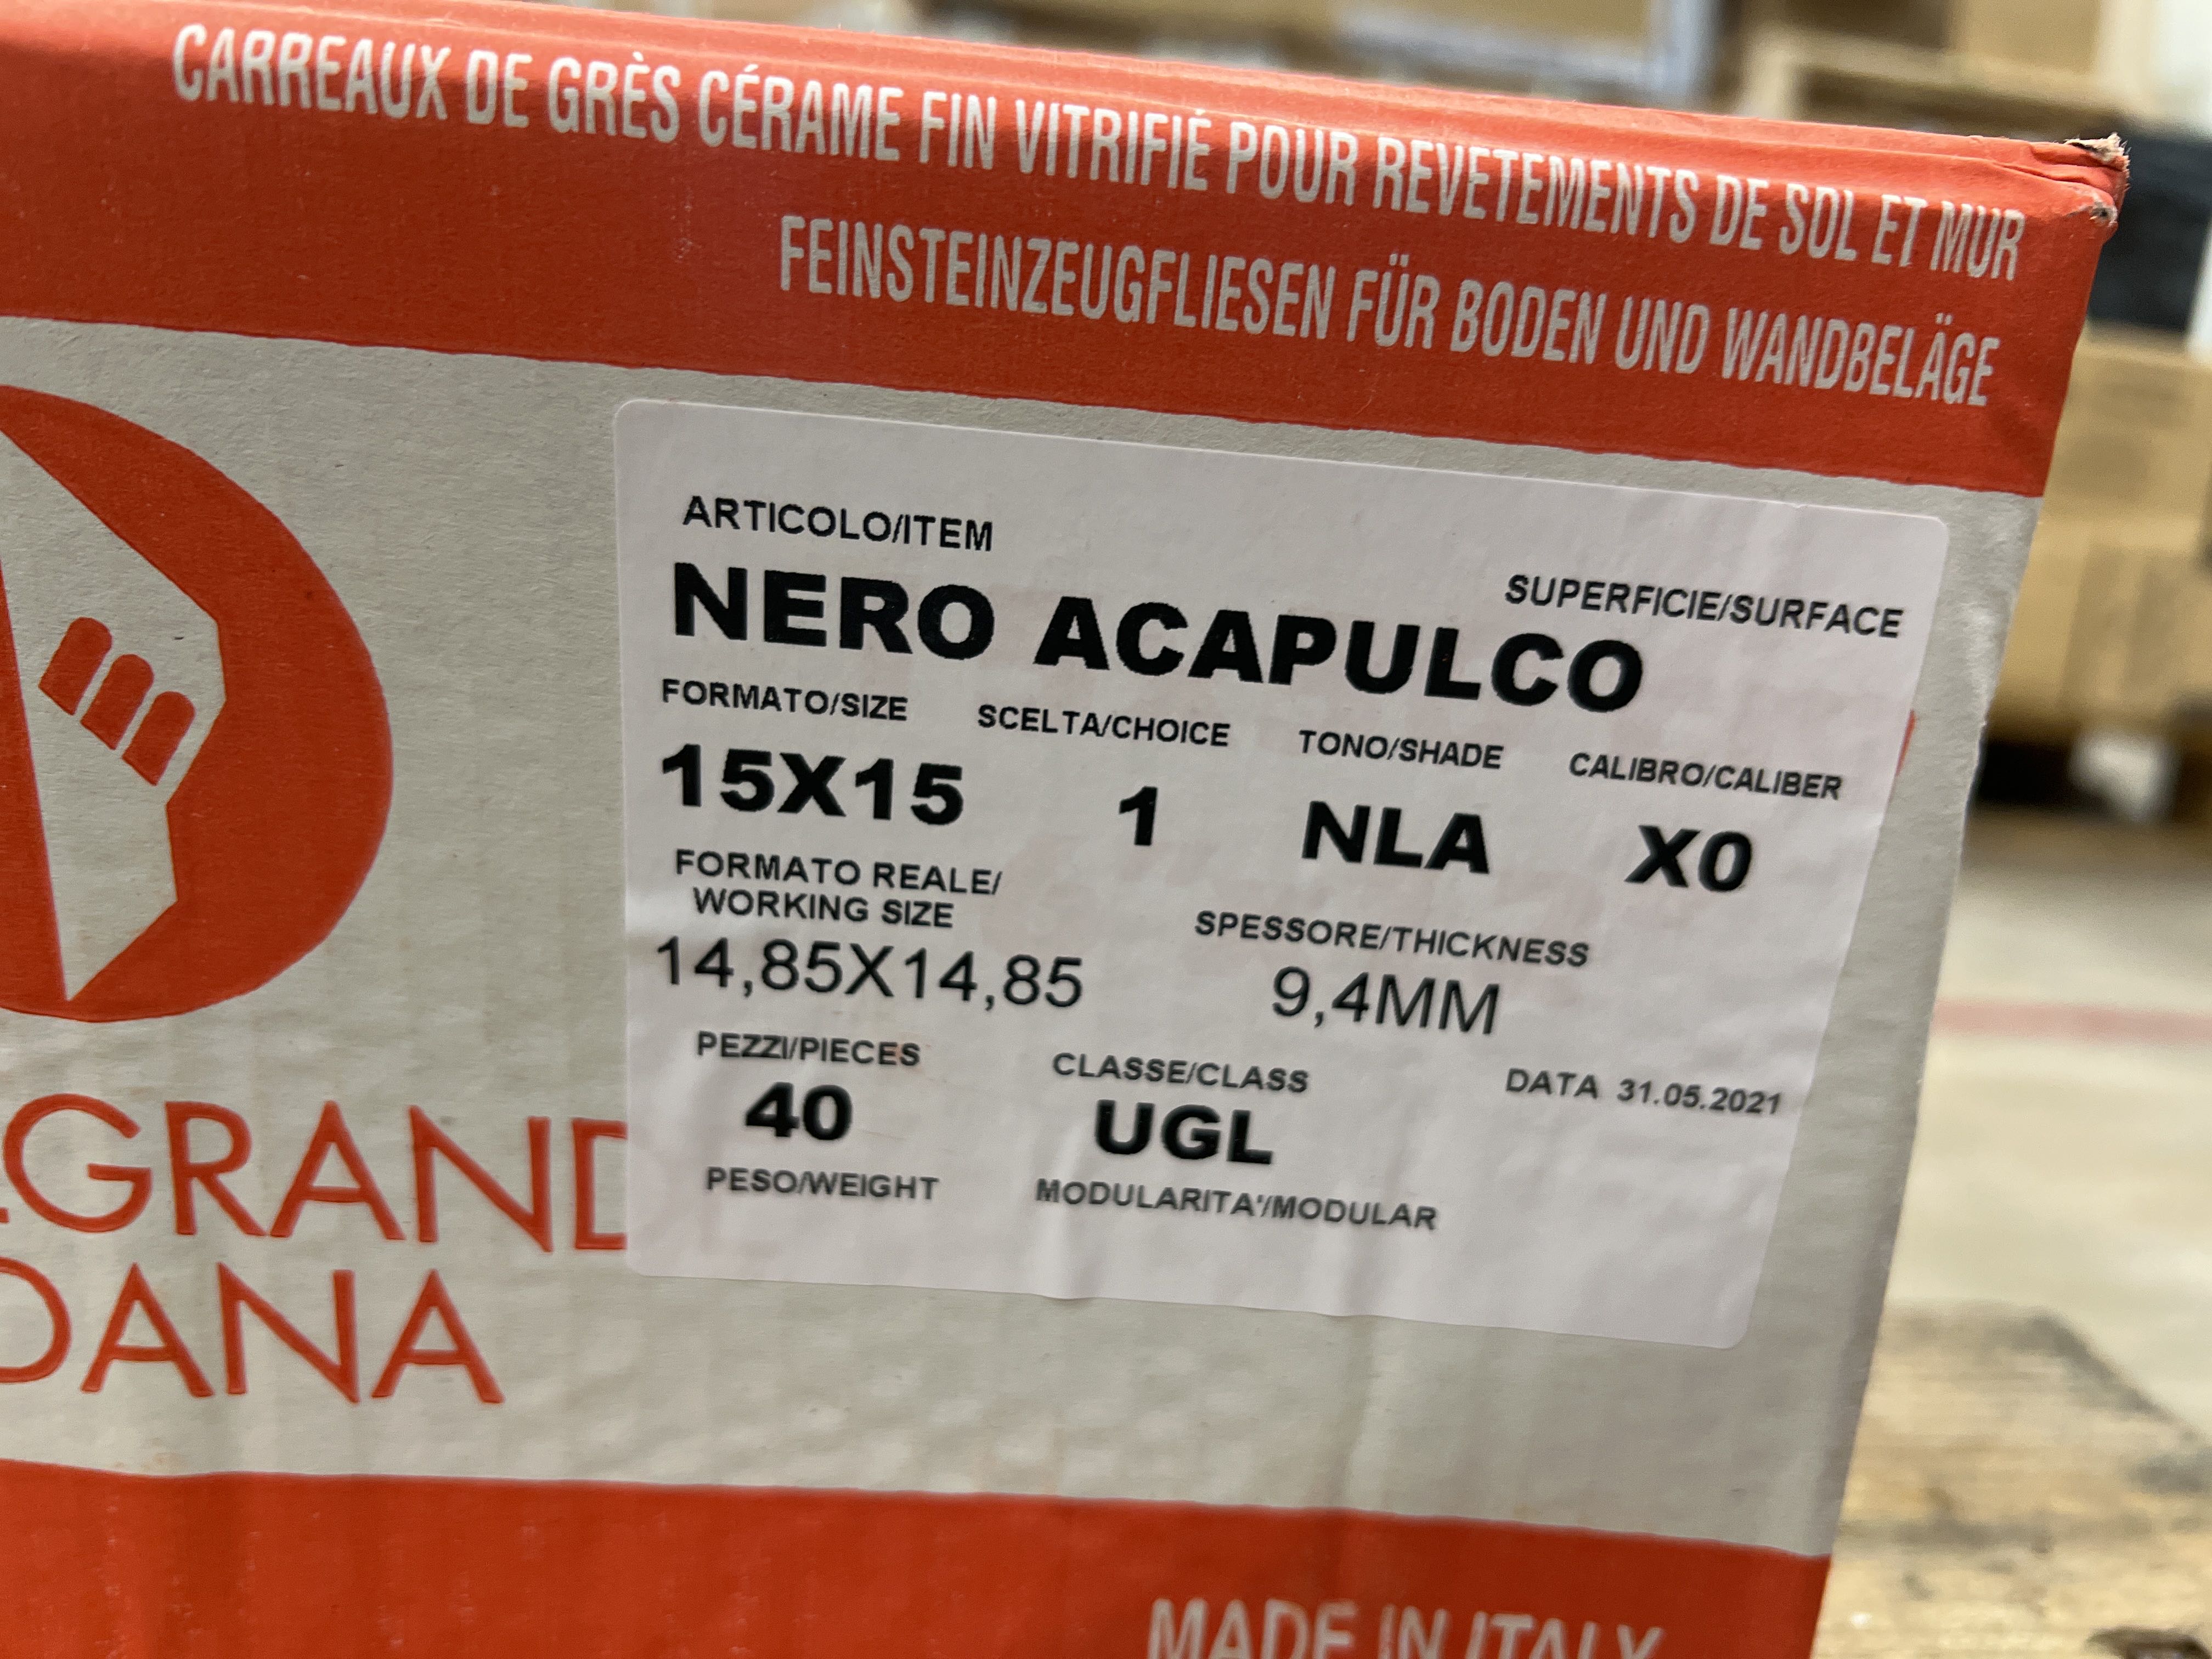 CARREAUX DE GRÈS CÉRAME FIN VITRIFIÉ POUR REVETEMENTS DE SOL ET MUR
FEINSTEINZEUGFLIESEN FÜR BODEN UND WANDBELÄGE
ARTICOLO/ITEM
SUPERFICIE/SURFACE
NERO ACAPULCO
FORMATO/SIZE SCELTA/CHOICE TONO/SHADE CALIBRO/CALIBER
15X15 1 NLA X0
FORMATO REALE/
WORKING SIZE
SPESSORE/THICKNESS
14,85X14,85 9,4MM
PEZZI/PIECES CLASSE/CLASS DATA 31.05.2021
40 UGL
PESO/WEIGHT MODULARITA'/MODULAR
GRAND
DANA
MADE IN ITALY